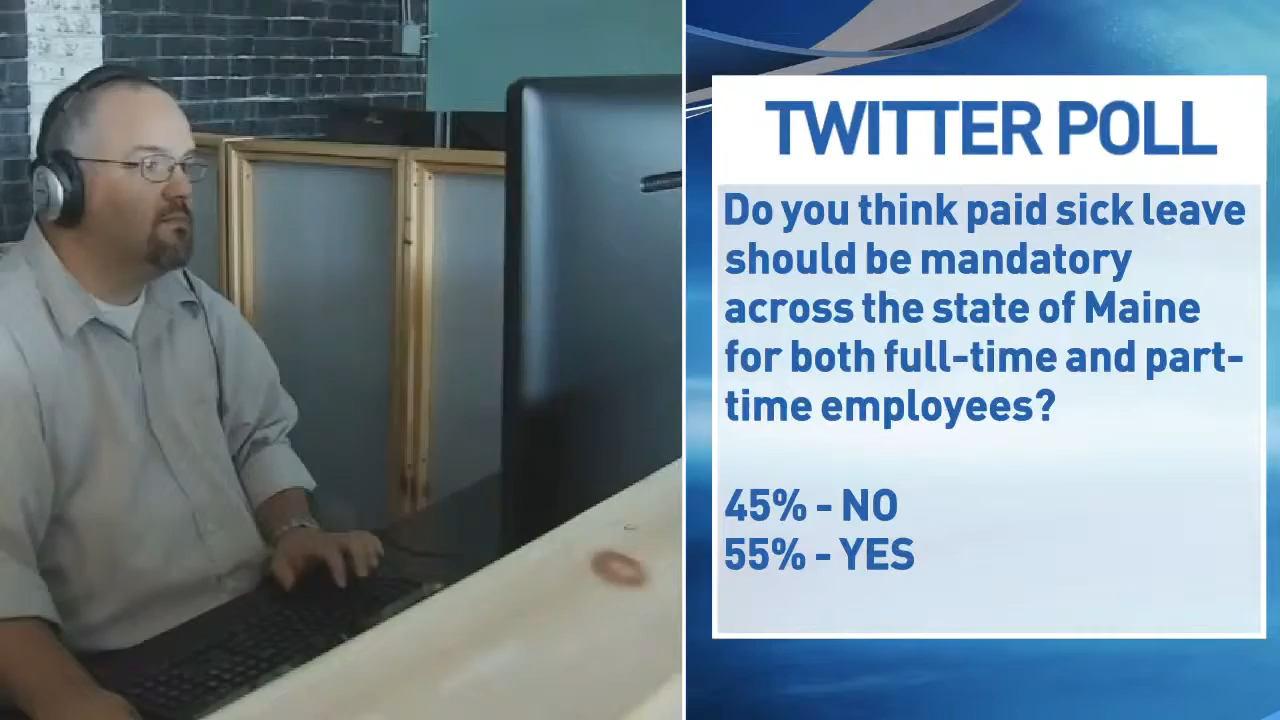 TWITTER POLL
Do you think paid sick leave
should be mandatory
across the state of Maine
for both full-time and part-
time employees?
45% - NO
55% - YES